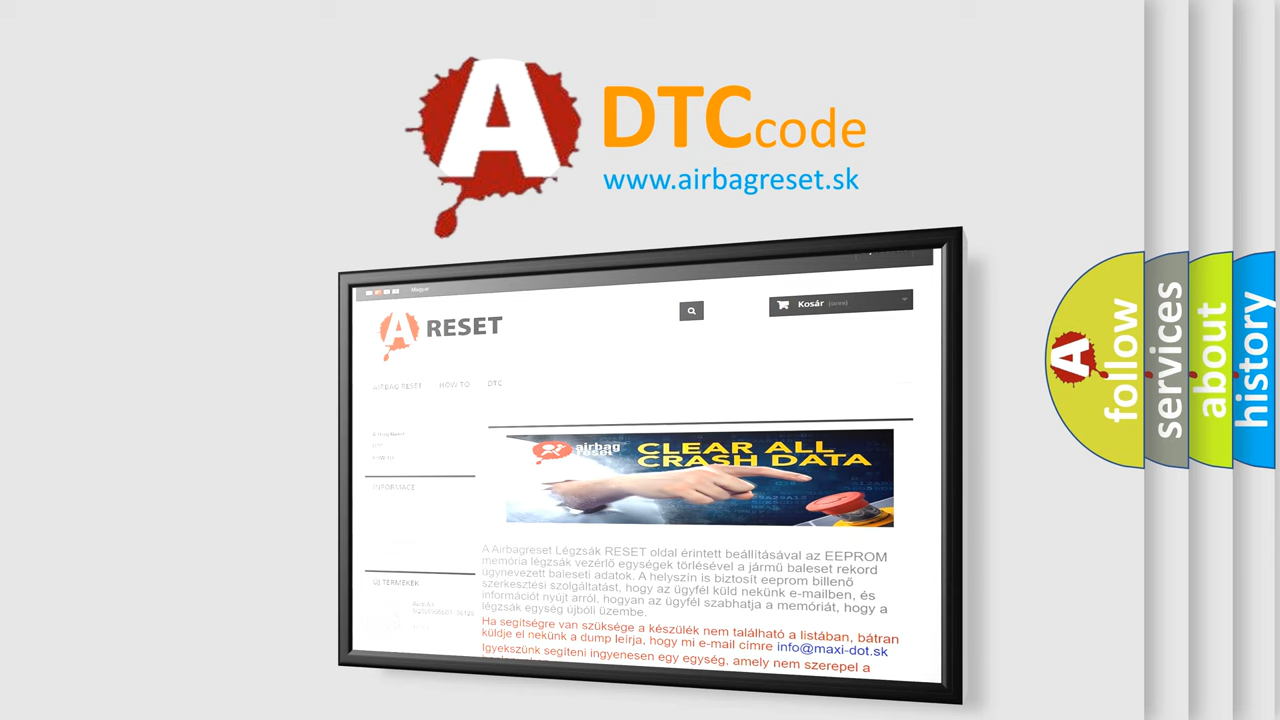 A
DTC code
www.airbagreset.sk
Magyar
A RESET
Kosár
AIRBAG RESET HOW TO DTC
INFORMACE
ÚJ TERMÉKEK
airbag
reset
CLEAR ALL
CRASH DATA
A Airbagreset Légzsák RESET oldal érintett beállításával az EEPROM
memória légzsák vezérlő egységek törlésével a jármű baleset rekord
úgynevezett baleseti adatok. A helyszín is biztosít eeprom billenő
szerkesztési szolgáltatást, hogy az ügyfél küld nekünk e-mailben, és
információt nyújt arról, hogyan az ügyfél szabhatja a memóriát, hogy a
légzsák egység újbóli üzembe.
Ha segítségre van szüksége a készülék nem található a listában, bátran
küldje el nekünk a dump leírja, hogy mi e-mail címre info@maxi-dot.sk
Igyekszünk segíteni ingyenesen egy egység, amely nem szerepel a
A
follow
services
about
history